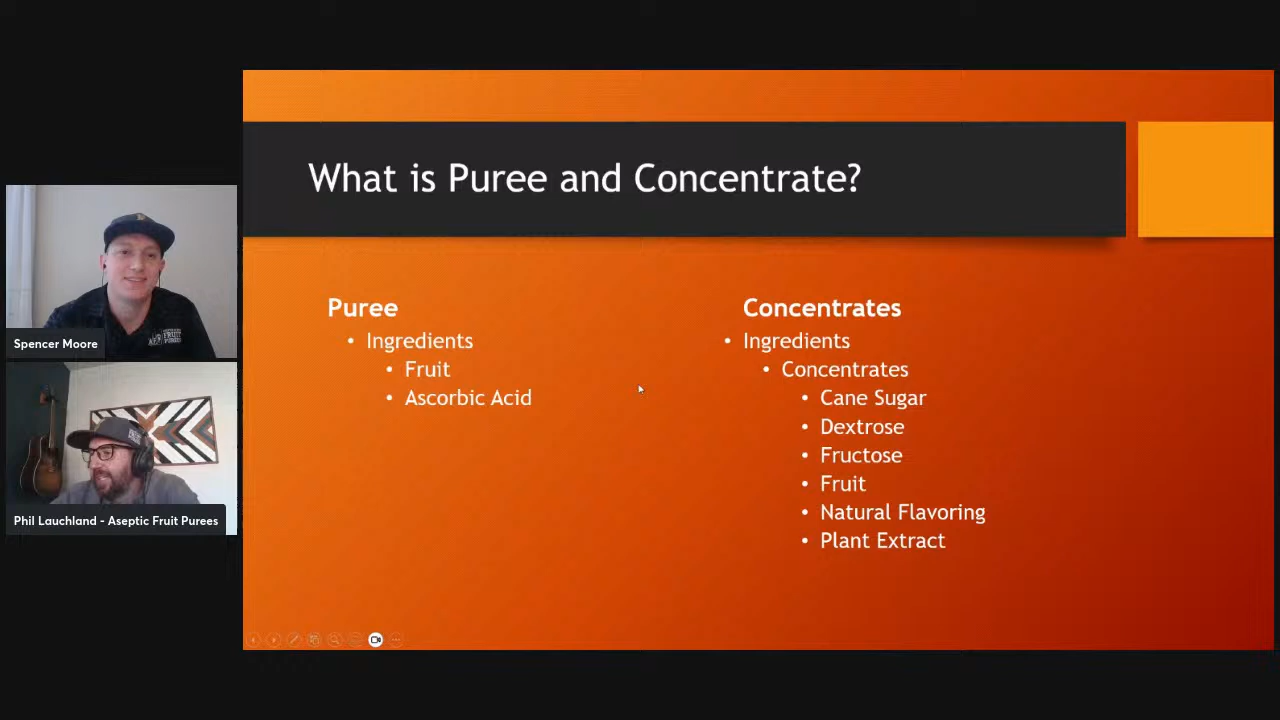 What is Puree and Concentrate?
Puree
• Ingredients
• Fruit
• Ascorbic Acid
Concentrates
• Ingredients
• Concentrates
• Cane Sugar
• Dextrose
• Fructose
• Fruit
• Natural Flavoring
• Plant Extract
Spencer Moore
Phil Lauchland - Aseptic Fruit Purees